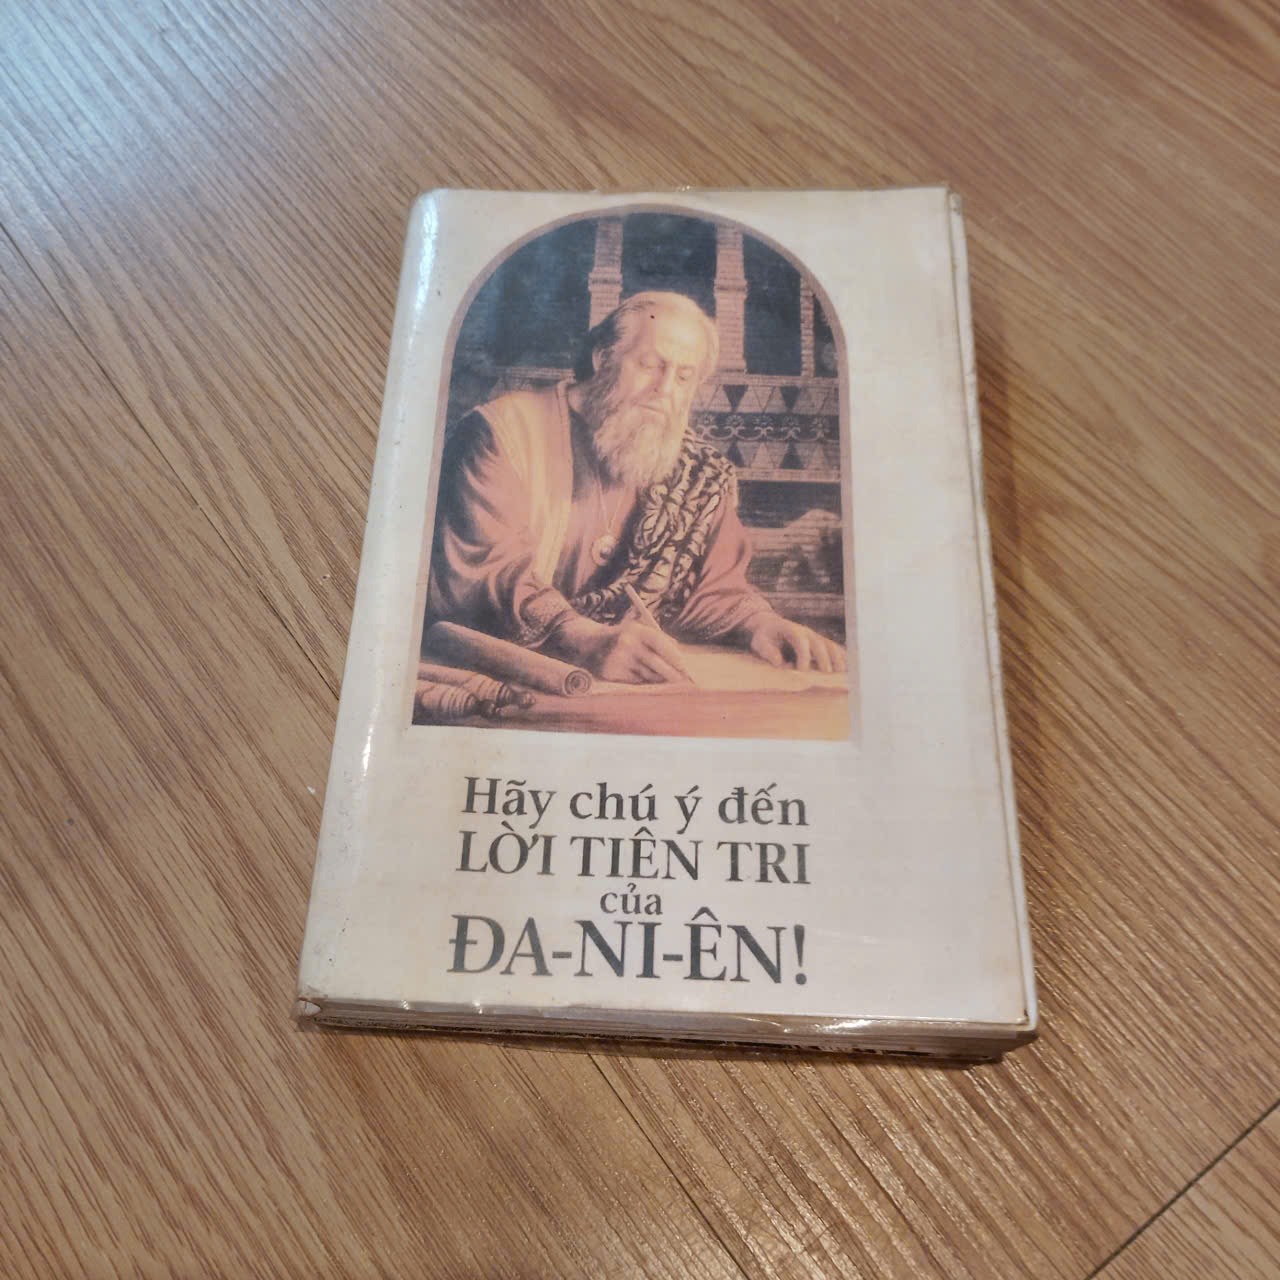 Hãy chú ý đến
LỜI TIÊN TRI
của
ĐA-NI-ÊN!